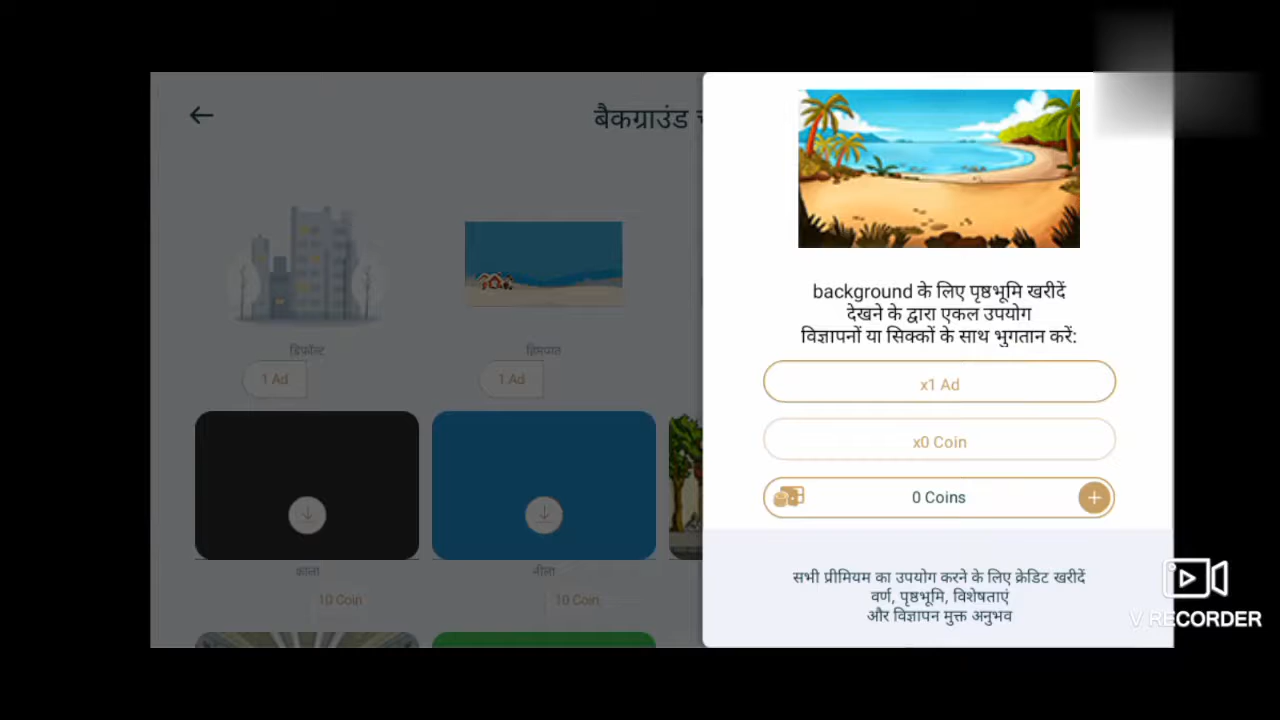 बैकग्राउंड
डिफ़ॉल्ट
हिमपात
1 Ad
1 Ad
काला
नीला
10 Coin
10 Coin
background के लिए पृष्ठभूमि खरीदें
देखने के द्वारा एकल उपयोग
विज्ञापनों या सिक्कों के साथ भुगतान करें:
x1 Ad
x0 Coin
0 Coins
सभी प्रीमियम का उपयोग करने के लिए क्रेडिट खरीदें
वर्ण, पृष्ठभूमि, विशेषताएं
और विज्ञापन मुक्त अनुभव
V RECORDER